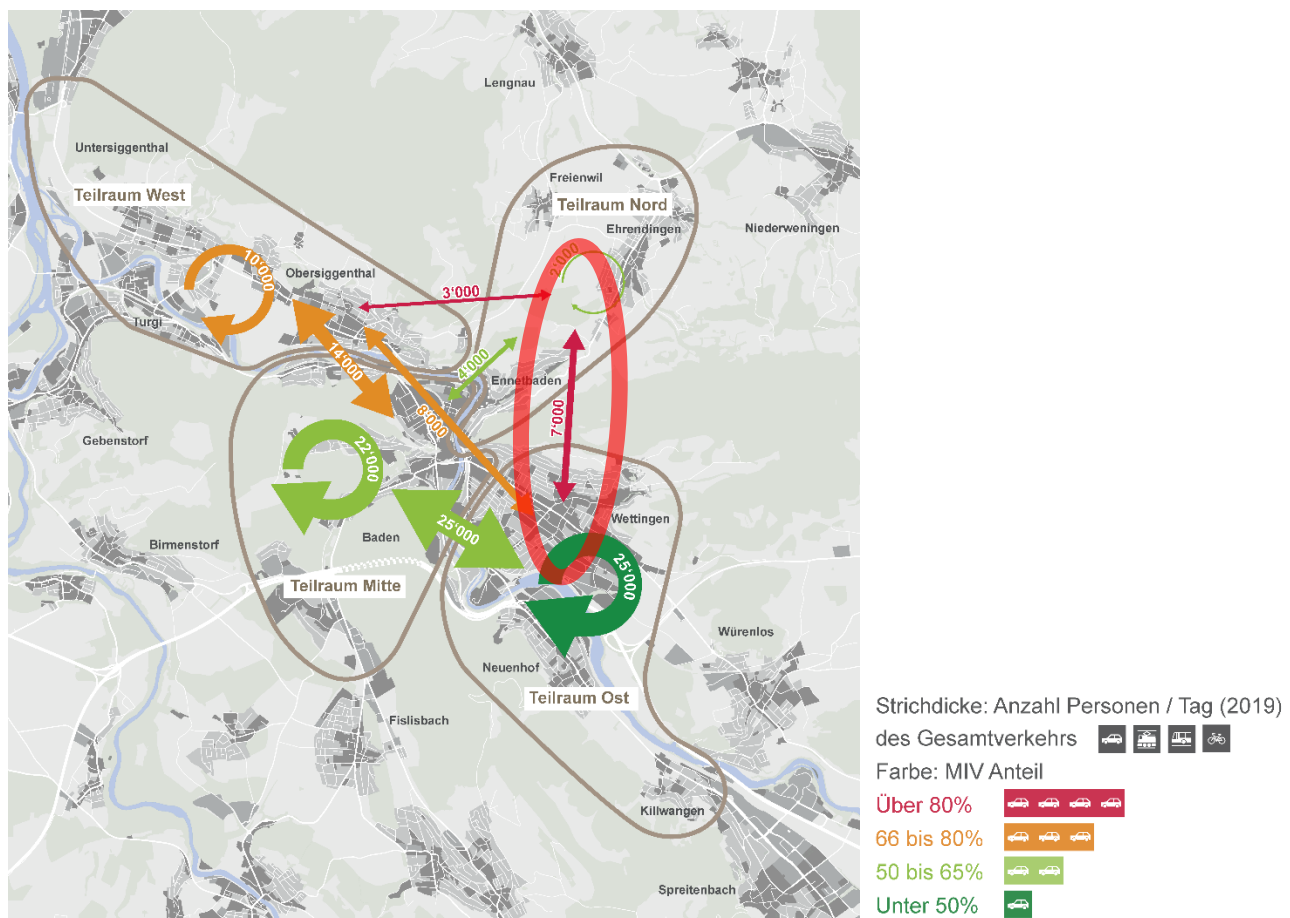 Lengnau
Untersiggenthal
Teilraum West
Freienwil
Teilraum Nord
Ehrendingen
Niederweningen
2'000
10'000
Obersiggenthal
3'000
Turgi
14'000
4'000
Ennetbaden
8'000
7'000
Gebenstorf
22'000
25'000
Wettingen
Baden
Birmenstorf
25'000
Teilraum Mitte
Würenlos
Neuenhof
Teilraum Ost
Fislisbach
Killwangen
Spreitenbach
Strichdicke: Anzahl Personen / Tag (2019)
des Gesamtverkehrs
Farbe: MIV Anteil
Über 80%
66 bis 80%
50 bis 65%
Unter 50%